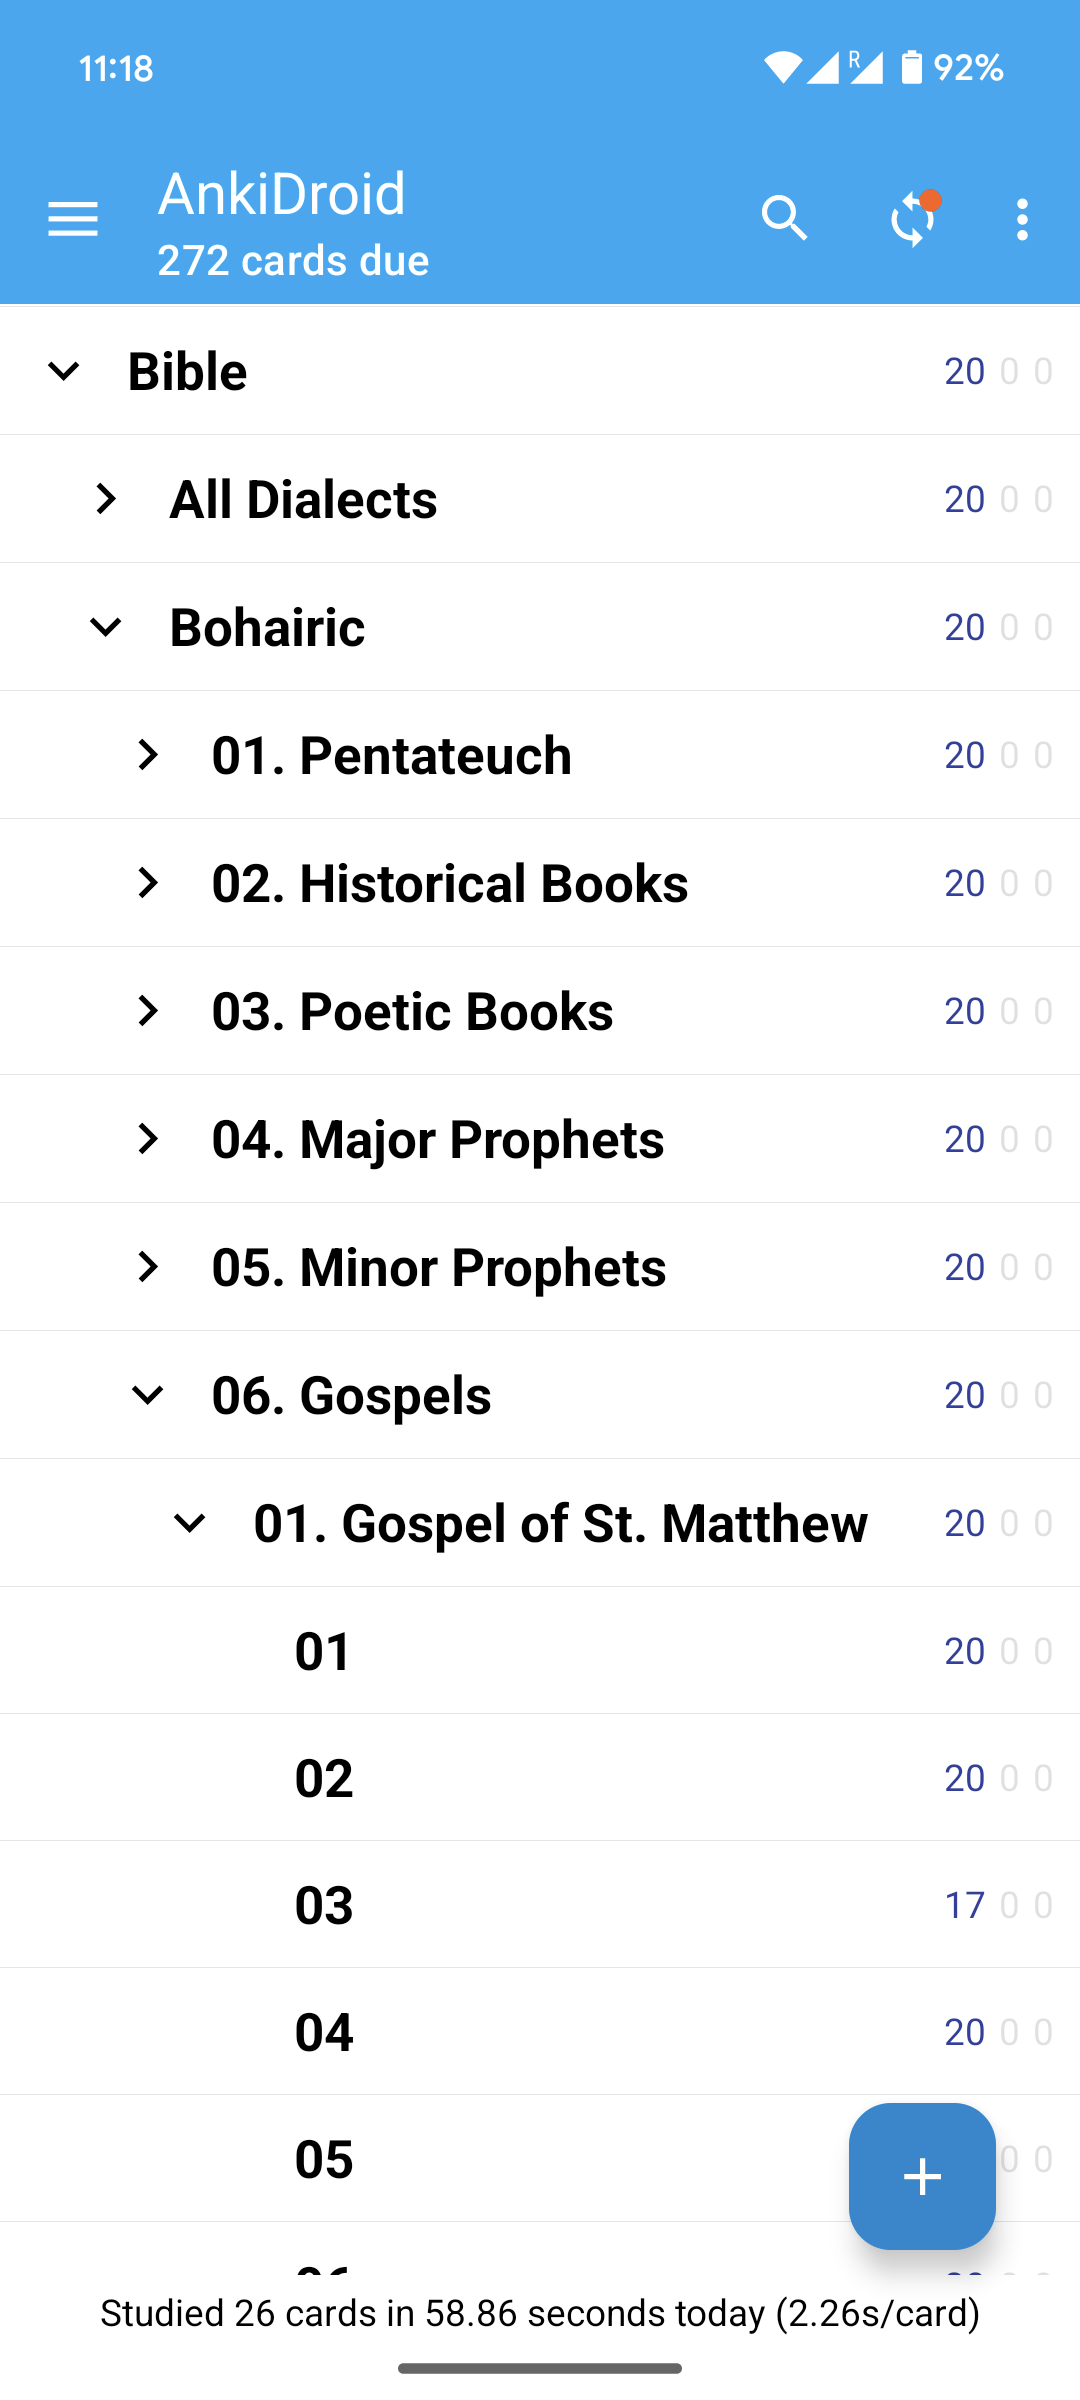 11:18
R
92%
AnkiDroid
272 cards due
Bible 20 0 0
All Dialects 20 0 0
Bohairic 20 0 0
01. Pentateuch 20 0 0
02. Historical Books 20 0 0
03. Poetic Books 20 0 0
04. Major Prophets 20 0 0
05. Minor Prophets 20 0 0
06. Gospels 20 0 0
01. Gospel of St. Matthew 20 0 0
01 20 0 0
02 20 0 0
03 17 0 0
04 20 0 0
05 0 0
Studied 26 cards in 58.86 seconds today (2.26s/card)